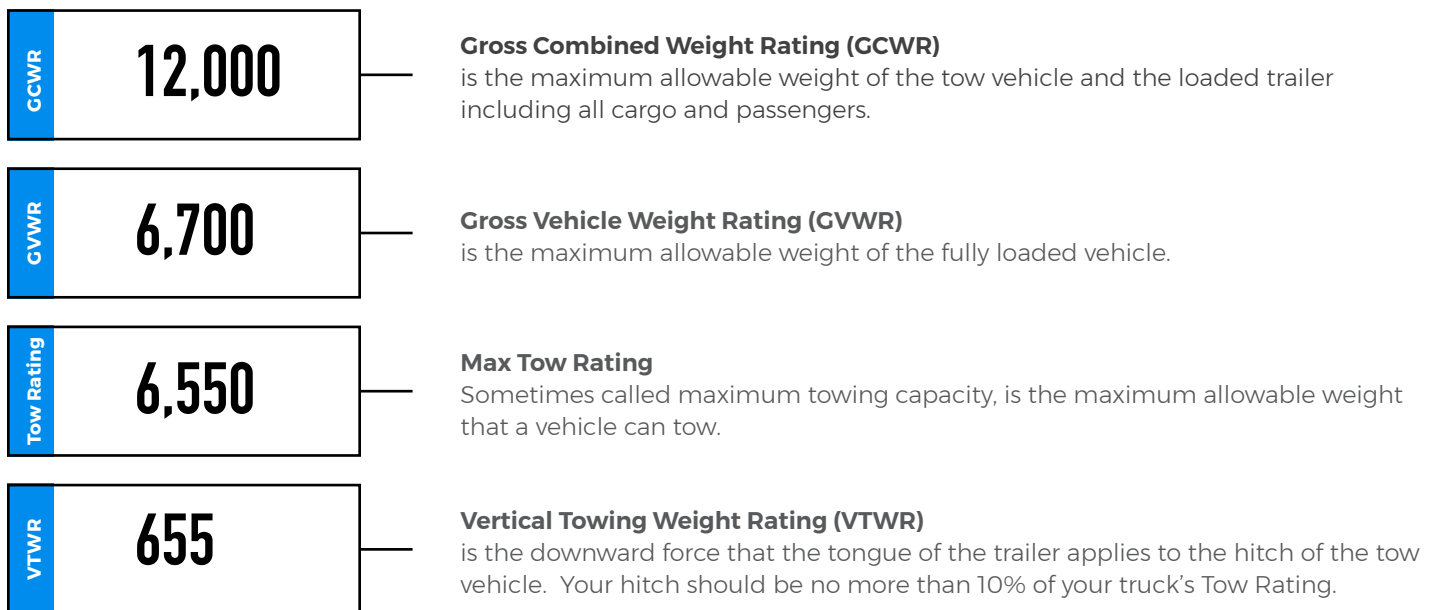 GCWR
12,000
Gross Combined Weight Rating (GCWR)
is the maximum allowable weight of the tow vehicle and the loaded trailer
including all cargo and passengers.
GVWR
6,700
Gross Vehicle Weight Rating (GVWR)
is the maximum allowable weight of the fully loaded vehicle.
Tow Rating
6,550
Max Tow Rating
Sometimes called maximum towing capacity, is the maximum allowable weight
that a vehicle can tow.
VTWR
655
Vertical Towing Weight Rating (VTWR)
is the downward force that the tongue of the trailer applies to the hitch of the tow
vehicle.  Your hitch should be no more than 10% of your truck’s Tow Rating.